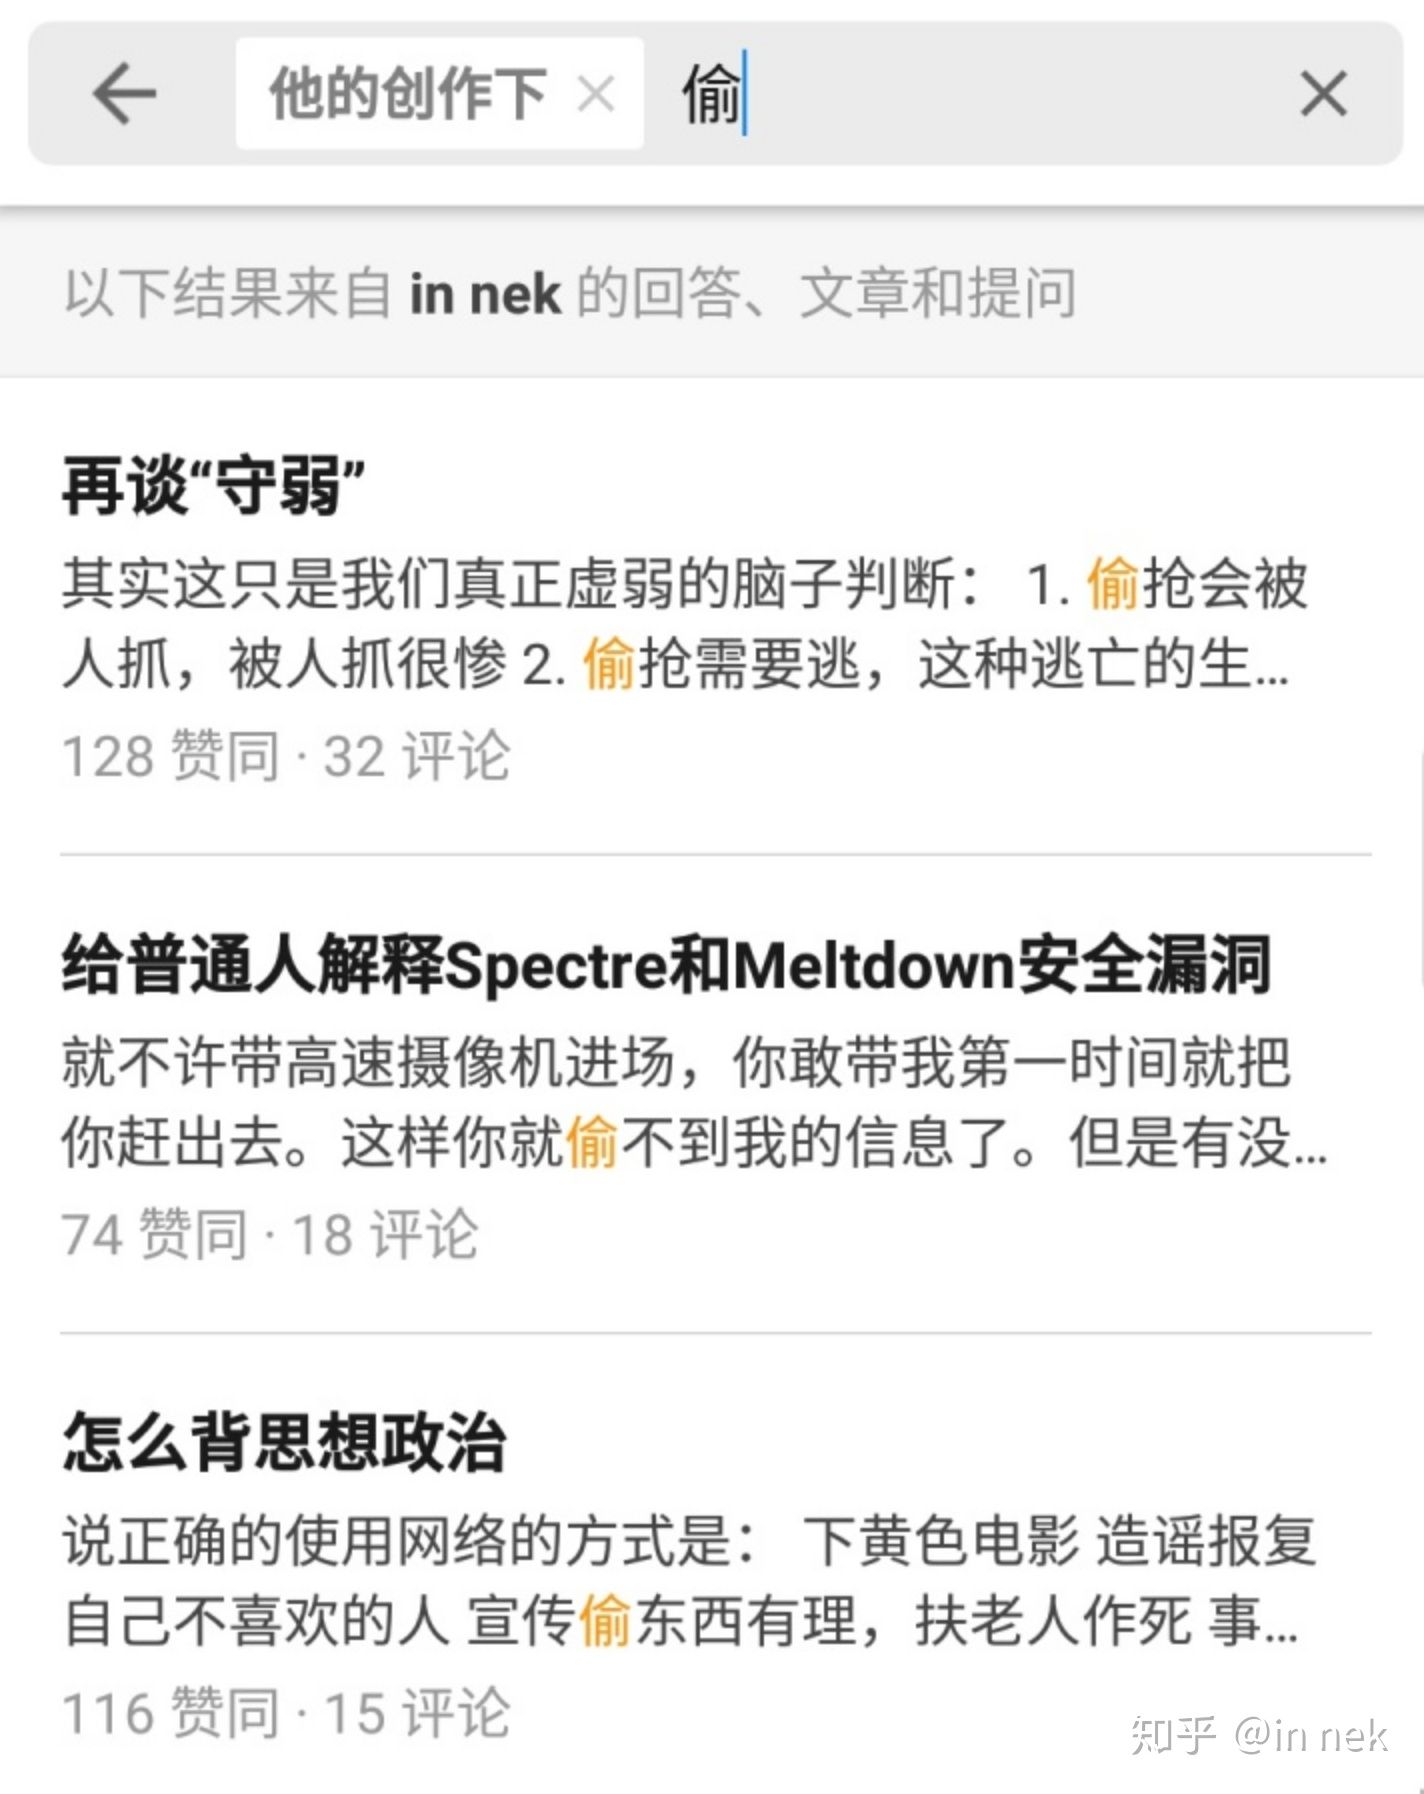 他的创作下 × 偷
以下结果来自 in nek 的回答、文章和提问
再谈“守弱”
其实这只是我们真正虚弱的脑子判断： 1. 偷抢会被
人抓，被人抓很惨 2. 偷抢需要逃，这种逃亡的生...
128 赞同 · 32 评论
给普通人解释Spectre和Meltdown安全漏洞
就不许带高速摄像机进场，你敢带我第一时间就把
你赶出去。这样你就偷不到我的信息了。但是有没...
74 赞同 · 18 评论
怎么背思想政治
说正确的使用网络的方式是： 下黄色电影 造谣报复
自己不喜欢的人 宣传偷东西有理，扶老人作死 事...
116 赞同 · 15 评论
知乎 @in nek